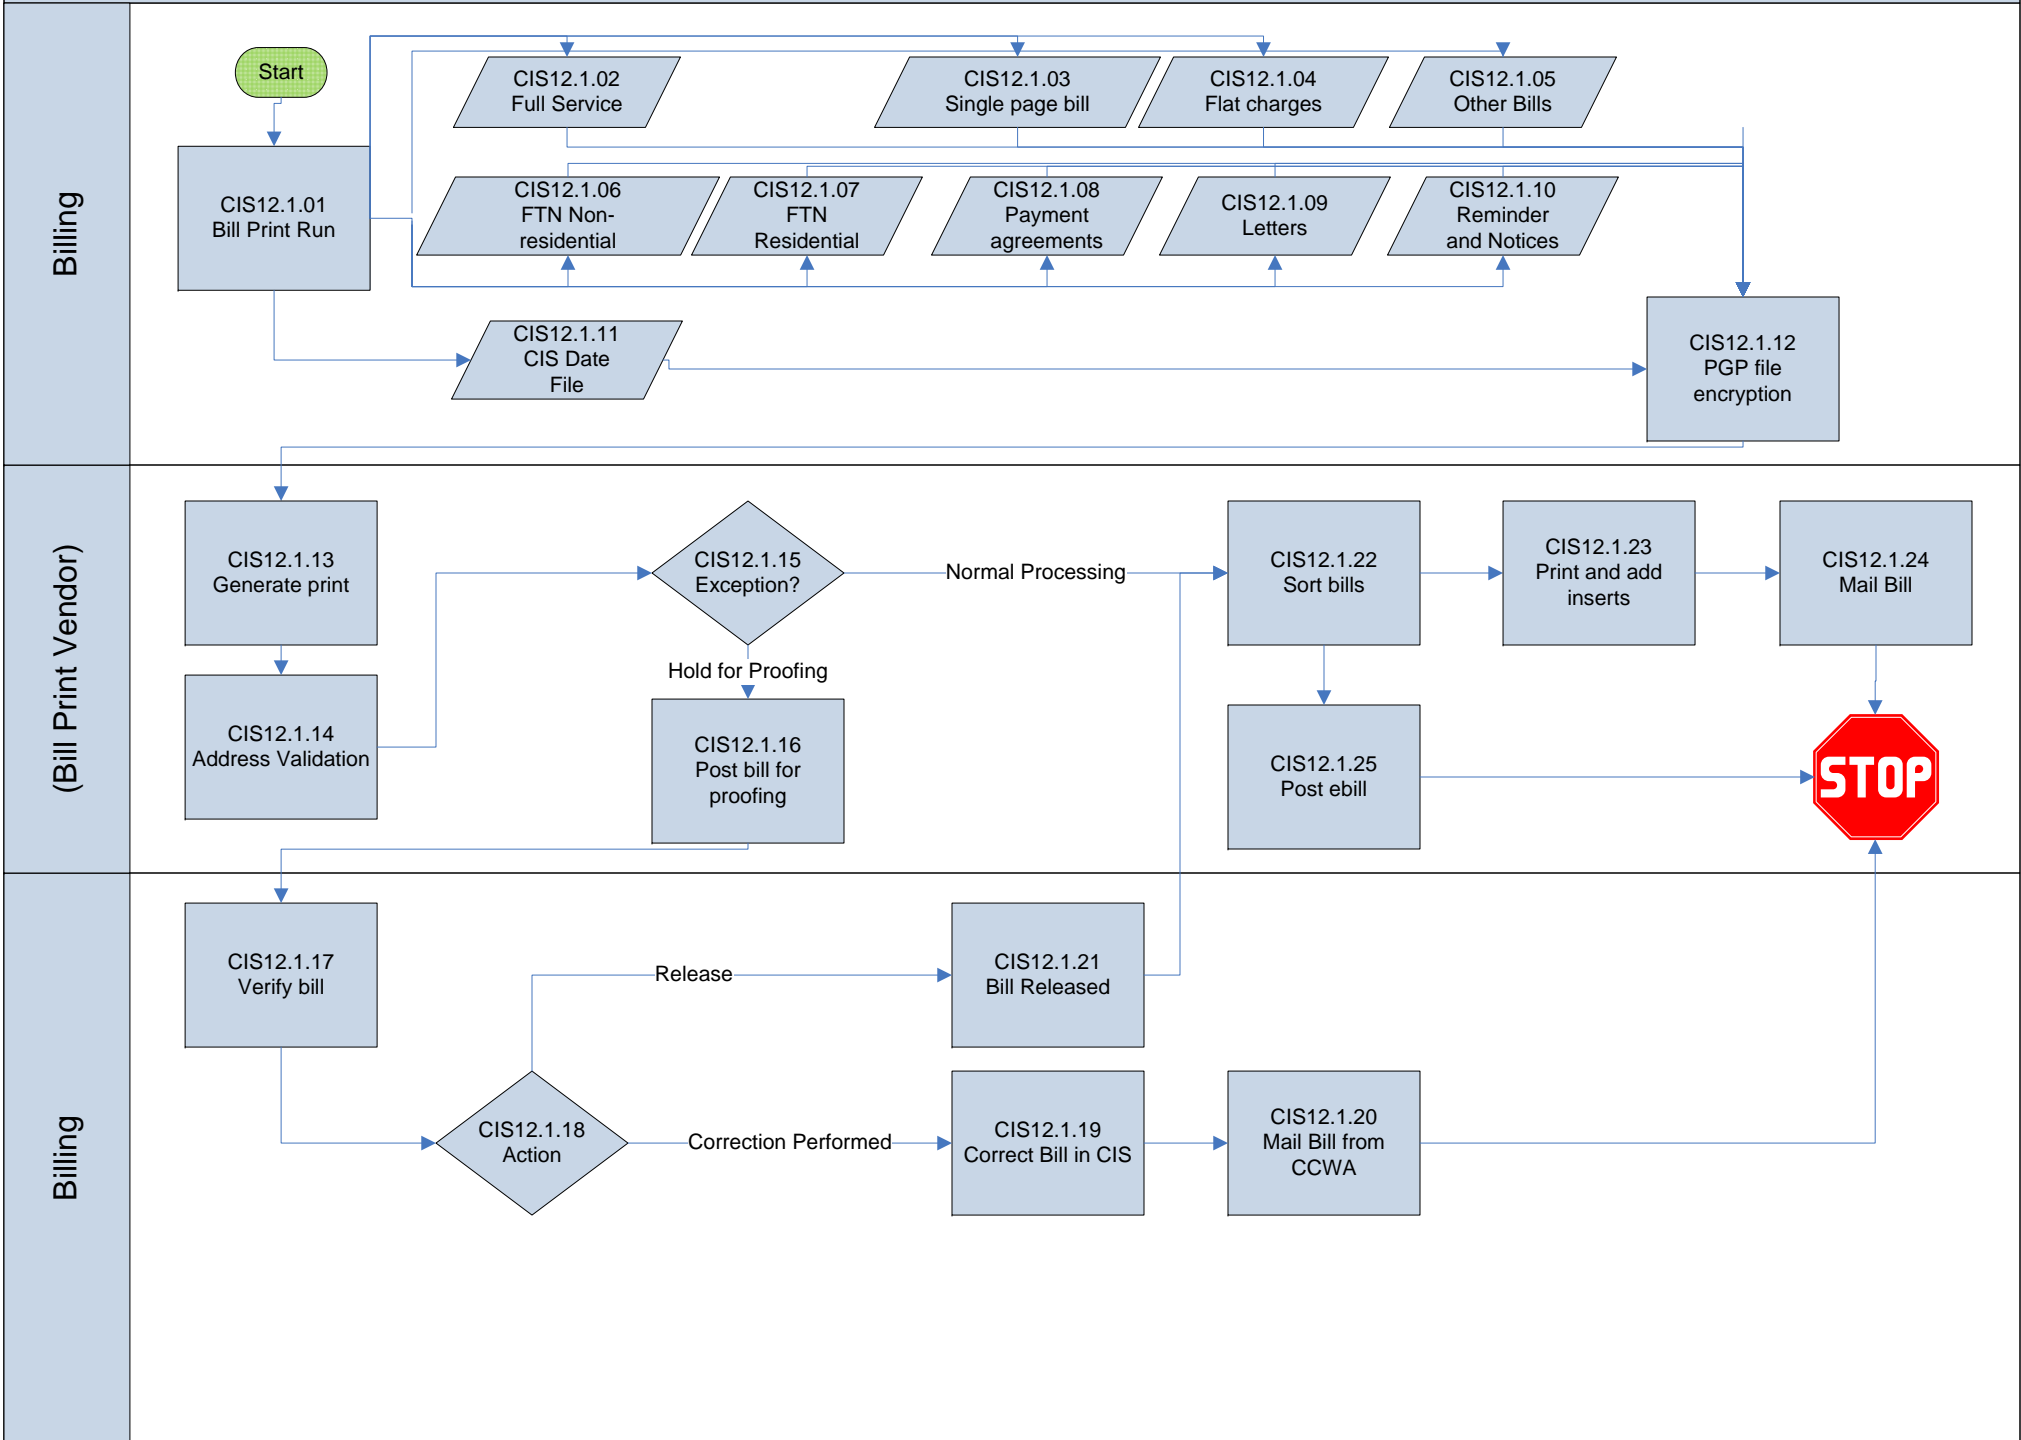 Billing
Start
CIS12.1.01
Bill Print Run
CIS12.1.02
Full Service
CIS12.1.03
Single page bill
CIS12.1.04
Flat charges
CIS12.1.05
Other Bills
CIS12.1.06
FTN Non-
residential
CIS12.1.07
FTN
Residential
CIS12.1.08
Payment
agreements
CIS12.1.09
Letters
CIS12.1.10
Reminder
and Notices
CIS12.1.11
CIS Date
File
CIS12.1.12
PGP file
encryption
(Bill Print Vendor)
CIS12.1.13
Generate print
CIS12.1.14
Address Validation
CIS12.1.15
Exception?
Normal Processing
Hold for Proofing
CIS12.1.16
Post bill for
proofing
CIS12.1.22
Sort bills
CIS12.1.23
Print and add
inserts
CIS12.1.24
Mail Bill
CIS12.1.25
Post ebill
STOP
Billing
CIS12.1.17
Verify bill
CIS12.1.18
Action
Release
CIS12.1.21
Bill Released
Correction Performed
CIS12.1.19
Correct Bill in CIS
CIS12.1.20
Mail Bill from
CCWA